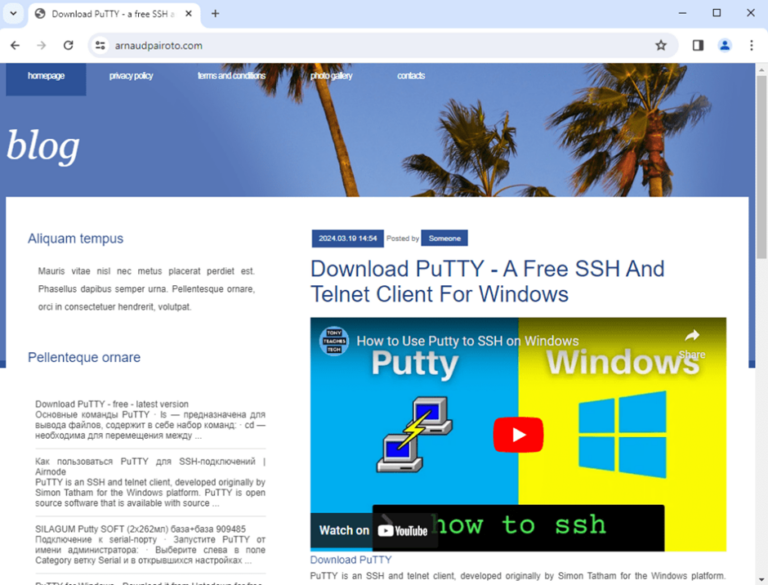 Download PuTTY - a free SSH a
arnaudpairoto.com
homepage
privacy policy
terms and conditions
photo gallery
contacts
blog
Aliquam tempus
Mauris vitae nisl nec metus placerat perdiet est.
Phasellus dapibus semper urna. Pellentesque ornare,
orci in consectetuer hendrerit, volutpat.
Pellenteque ornare
Download PuTTY - free - latest version
Основные команды PuTTY · ls — предназначена для
вывода файлов, содержит в себе набор команд; · cd —
необходима для перемещения между ...
Как пользоваться PuTTY для SSH-подключений |
Airnode
PuTTY is an SSH and telnet client, developed originally by
Simon Tatham for the Windows platform. PuTTY is open
source software that is available with source ...
SILAGUM Putty SOFT (2x262мл) база+база 909485
Подключение к serial-порту · Запустите PuTTY от
имени администратора: · Выберите слева в поле
Category ветку Serial и в открывшихся настройках ...
2024.03.19 14:54 Posted by Someone
Download PuTTY - A Free SSH And
Telnet Client For Windows
TONY
TEACHES
TECH
How to Use Putty to SSH on Windows
Share
Putty
Windows
how to ssh
Watch on YouTube
Download PuTTY
PuTTY is an SSH and telnet client, developed originally by Simon Tatham for the Windows platform.